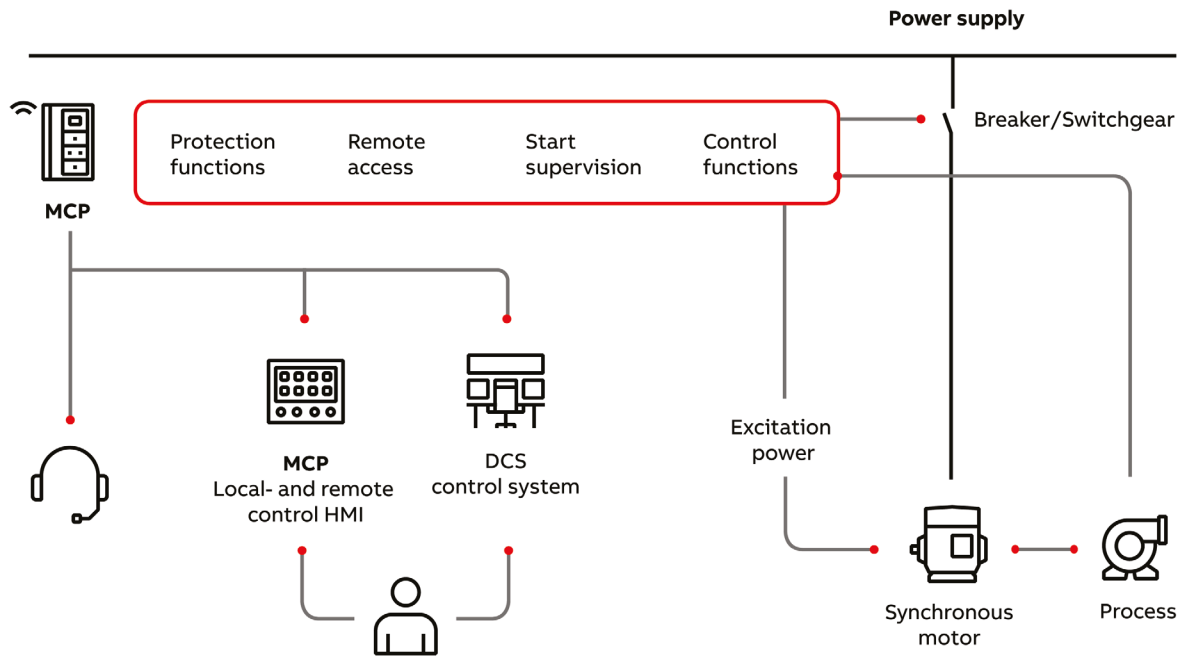 Power supply
Breaker/Switchgear
Protection
functions
Remote
access
Start
supervision
Control
functions
MCP
Excitation
power
MCP
Local- and remote
control HMI
DCS
control system
Synchronous
motor
Process